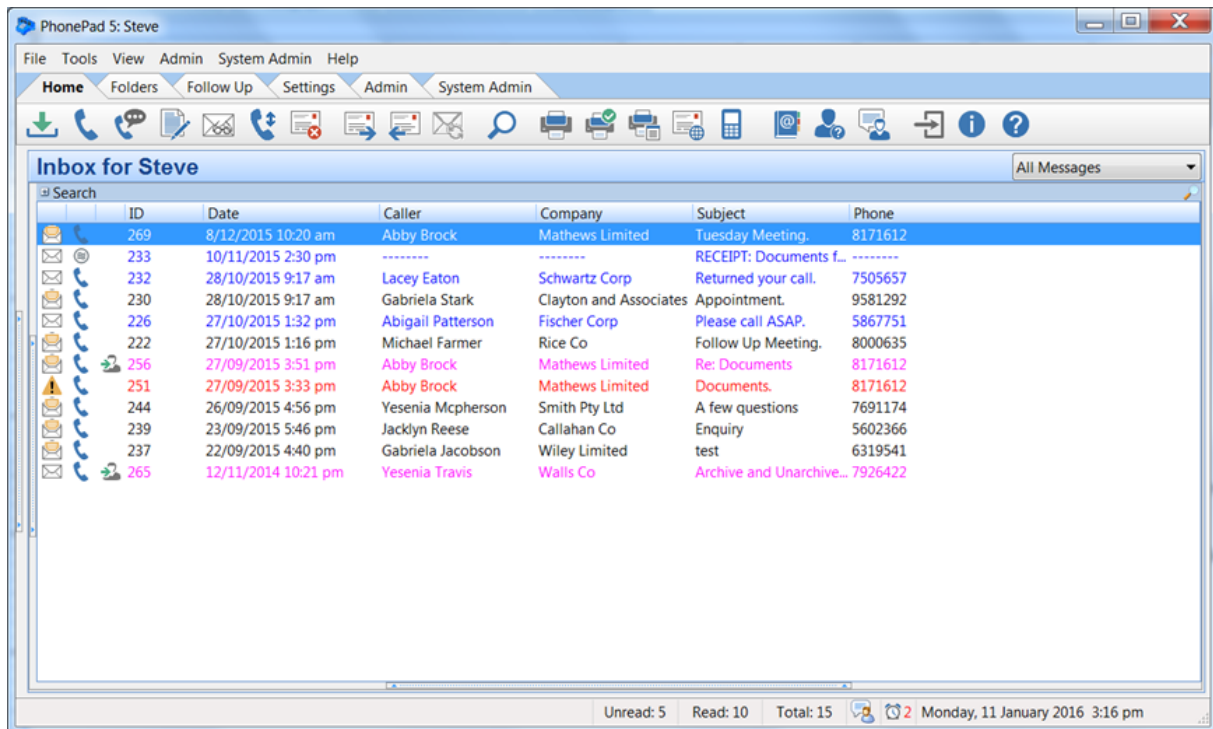 PhonePad 5: Steve
File Tools View Admin System Admin Help
Home Folders Follow Up Settings Admin System Admin
Inbox for Steve All Messages
Search
ID Date Caller Company Subject Phone
269 8/12/2015 10:20 am Abby Brock Mathews Limited Tuesday Meeting. 8171612
233 10/11/2015 2:30 pm -------- -------- RECEIPT: Documents f... --------
232 28/10/2015 9:17 am Lacey Eaton Schwartz Corp Returned your call. 7505657
230 28/10/2015 9:17 am Gabriela Stark Clayton and Associates Appointment. 9581292
226 27/10/2015 1:32 pm Abigail Patterson Fischer Corp Please call ASAP. 5867751
222 27/10/2015 1:16 pm Michael Farmer Rice Co Follow Up Meeting. 8000635
256 27/09/2015 3:51 pm Abby Brock Mathews Limited Re: Documents 8171612
251 27/09/2015 3:33 pm Abby Brock Mathews Limited Documents. 8171612
244 26/09/2015 4:56 pm Yesenia Mcpherson Smith Pty Ltd A few questions 7691174
239 23/09/2015 5:46 pm Jacklyn Reese Callahan Co Enquiry 5602366
237 22/09/2015 4:40 pm Gabriela Jacobson Wiley Limited test 6319541
265 12/11/2014 10:21 pm Yesenia Travis Walls Co Archive and Unarchive... 7926422
Unread: 5 Read: 10 Total: 15 2 Monday, 11 January 2016 3:16 pm